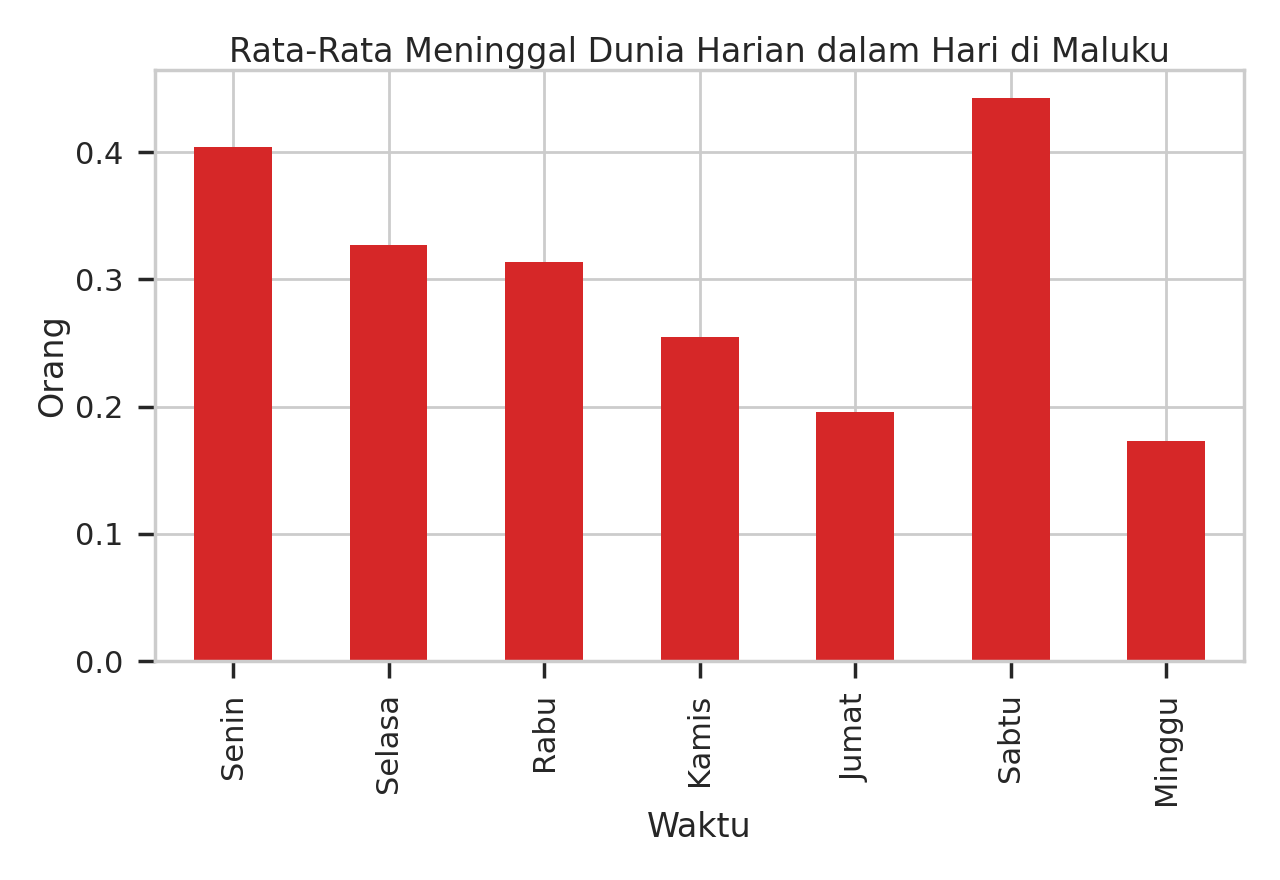 Rata-Rata Meninggal Dunia Harian dalam Hari di Maluku
Orang
0.4
0.3
0.2
0.1
0.0
Senin
Selasa
Rabu
Kamis
Jumat
Sabtu
Minggu
Waktu